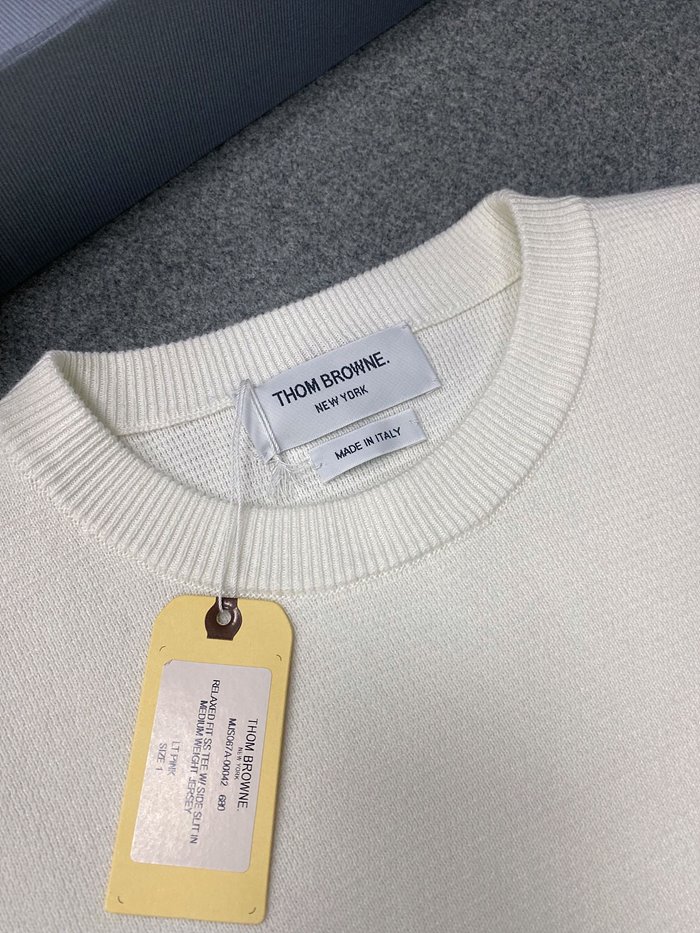 THOM BROWNE.
NEW YORK
MADE IN ITALY
THOM BROWNE.
NEW YORK
MJS067A-00042 680
RELAXED FIT SS TEE W/ SIDE SLIT IN
MEDIUM WEIGHT JERSEY
LT PINK
SIZE 1